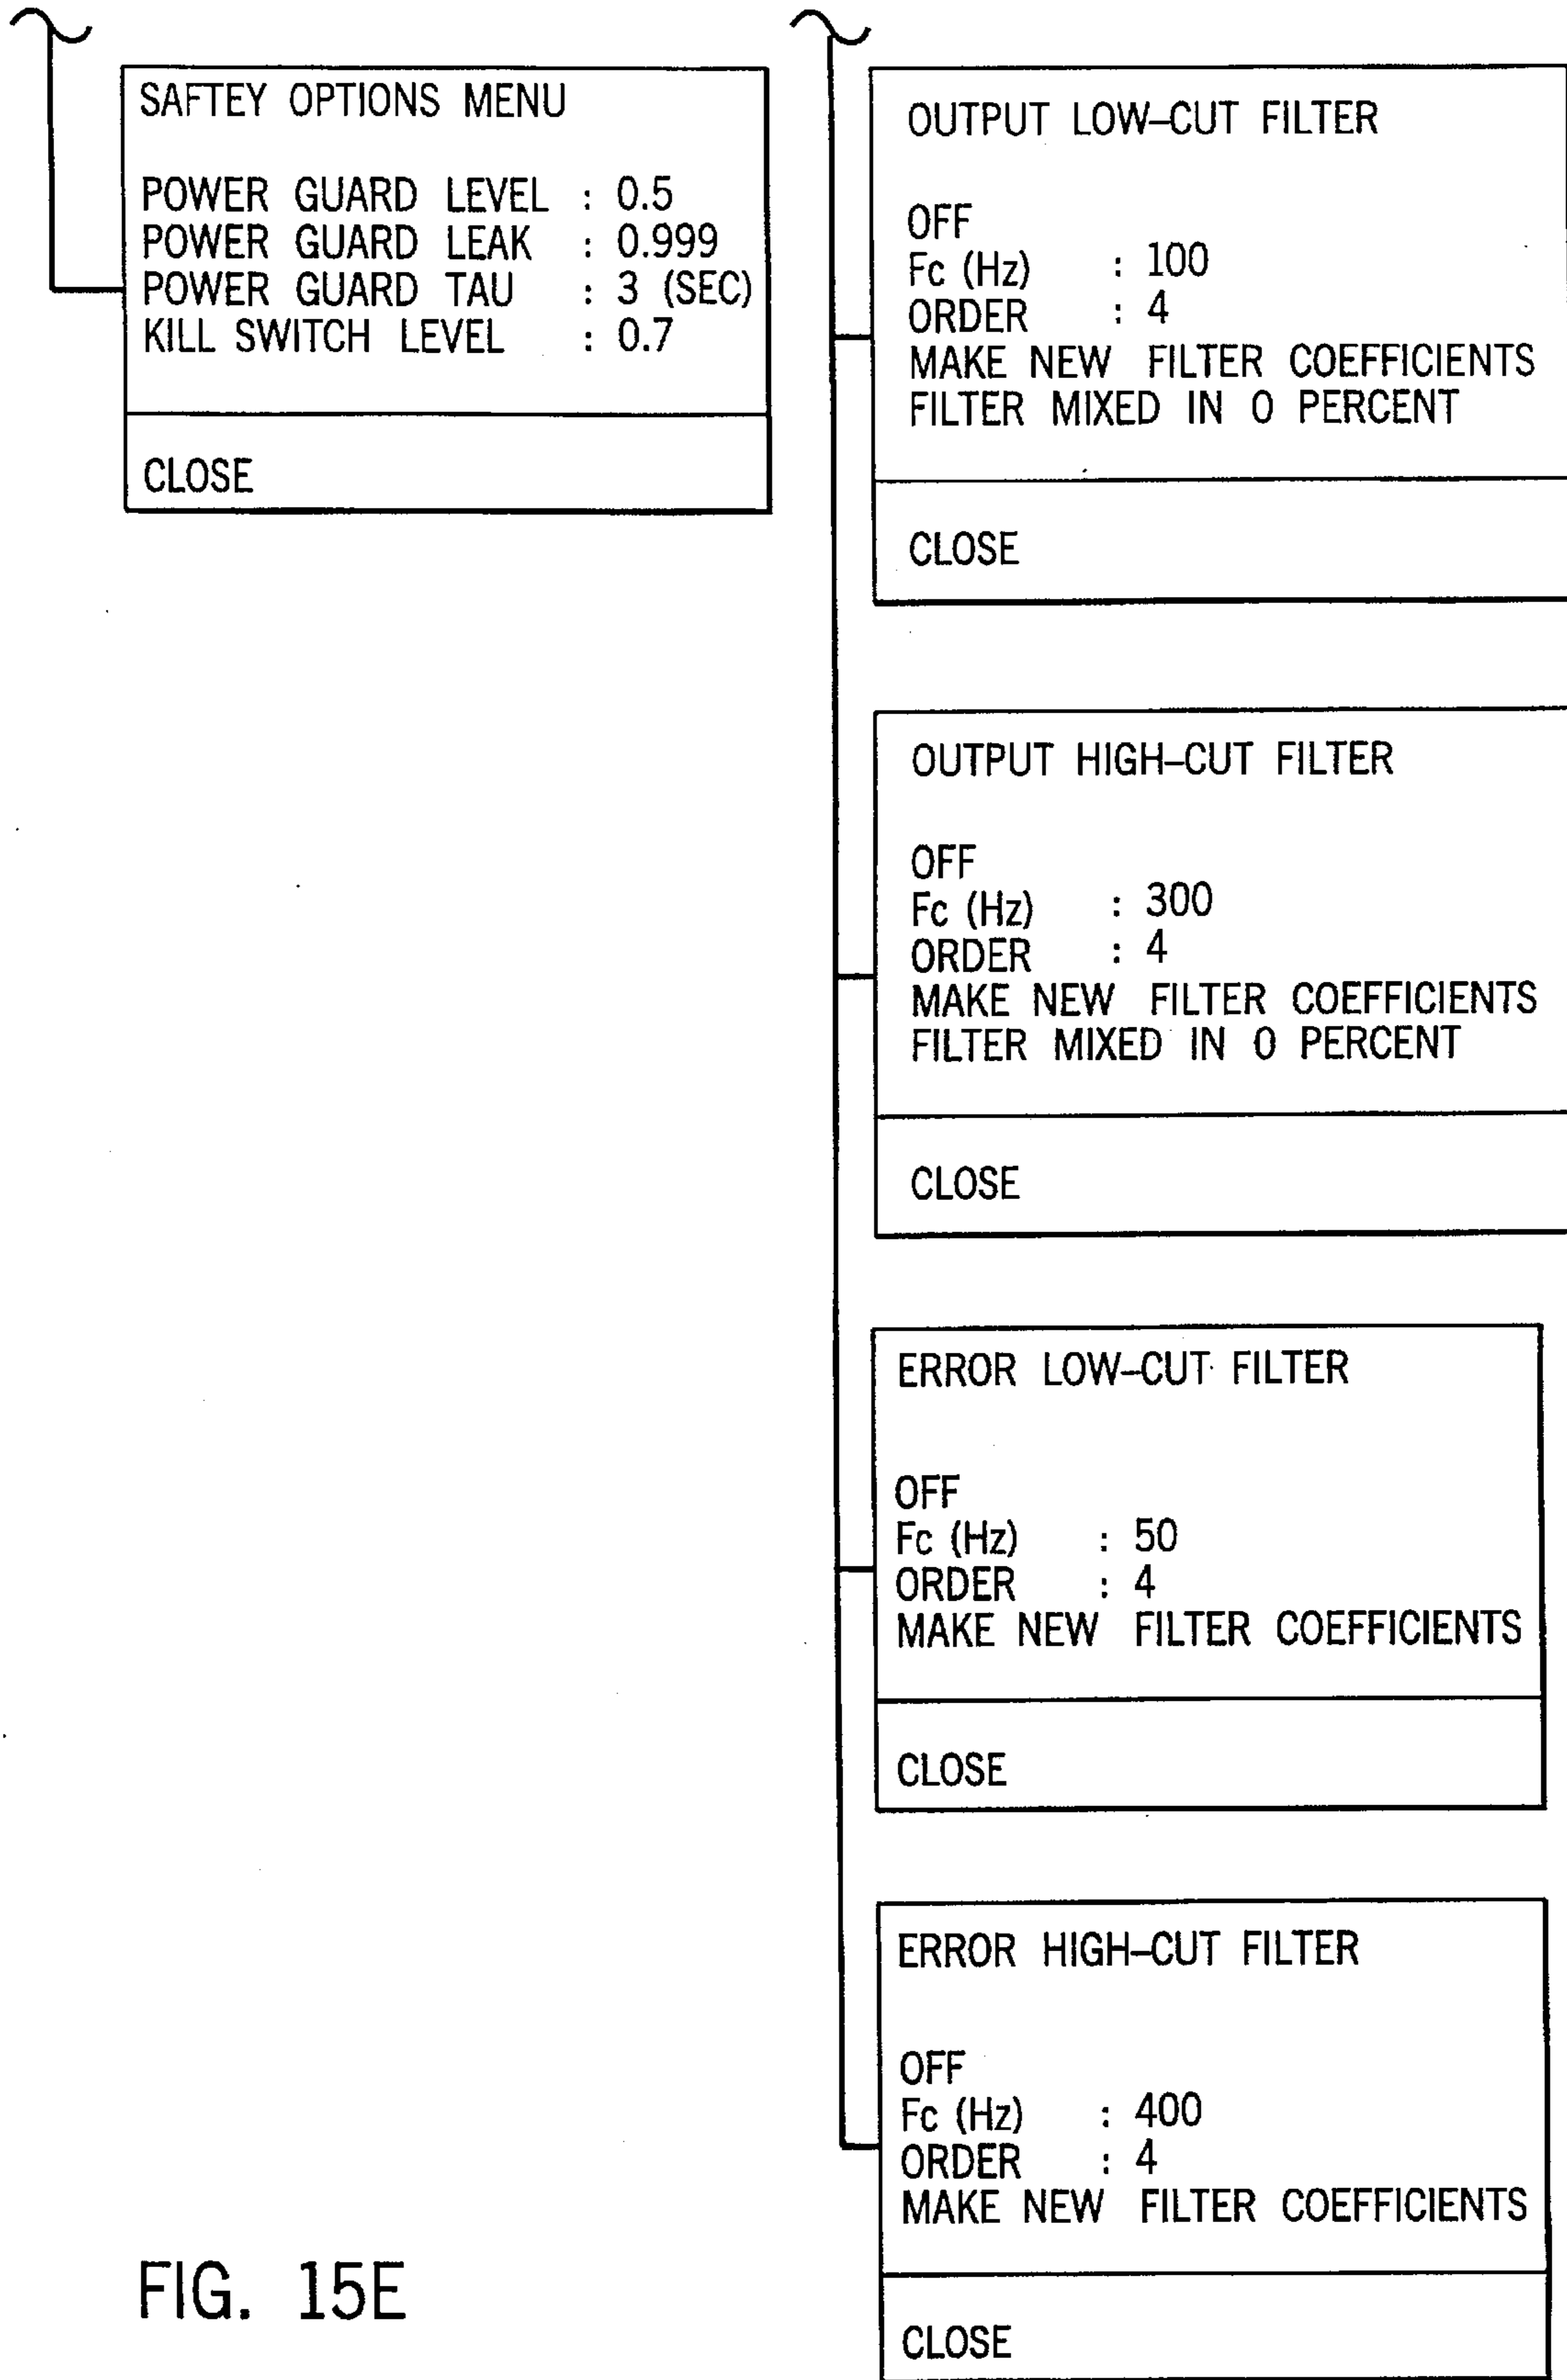 SAFTEY OPTIONS MENU
POWER GUARD LEVEL : 0.5
POWER GUARD LEAK : 0.999
POWER GUARD TAU : 3 (SEC)
KILL SWITCH LEVEL : 0.7
CLOSE
OUTPUT LOW-CUT FILTER
OFF
Fc (Hz) : 100
ORDER : 4
MAKE NEW FILTER COEFFICIENTS
FILTER MIXED IN 0 PERCENT
CLOSE
OUTPUT HIGH-CUT FILTER
OFF
Fc (Hz) : 300
ORDER : 4
MAKE NEW FILTER COEFFICIENTS
FILTER MIXED IN 0 PERCENT
CLOSE
ERROR LOW-CUT FILTER
OFF
Fc (Hz) : 50
ORDER : 4
MAKE NEW FILTER COEFFICIENTS
CLOSE
ERROR HIGH-CUT FILTER
OFF
Fc (Hz) : 400
ORDER : 4
MAKE NEW FILTER COEFFICIENTS
CLOSE
FIG. 15E